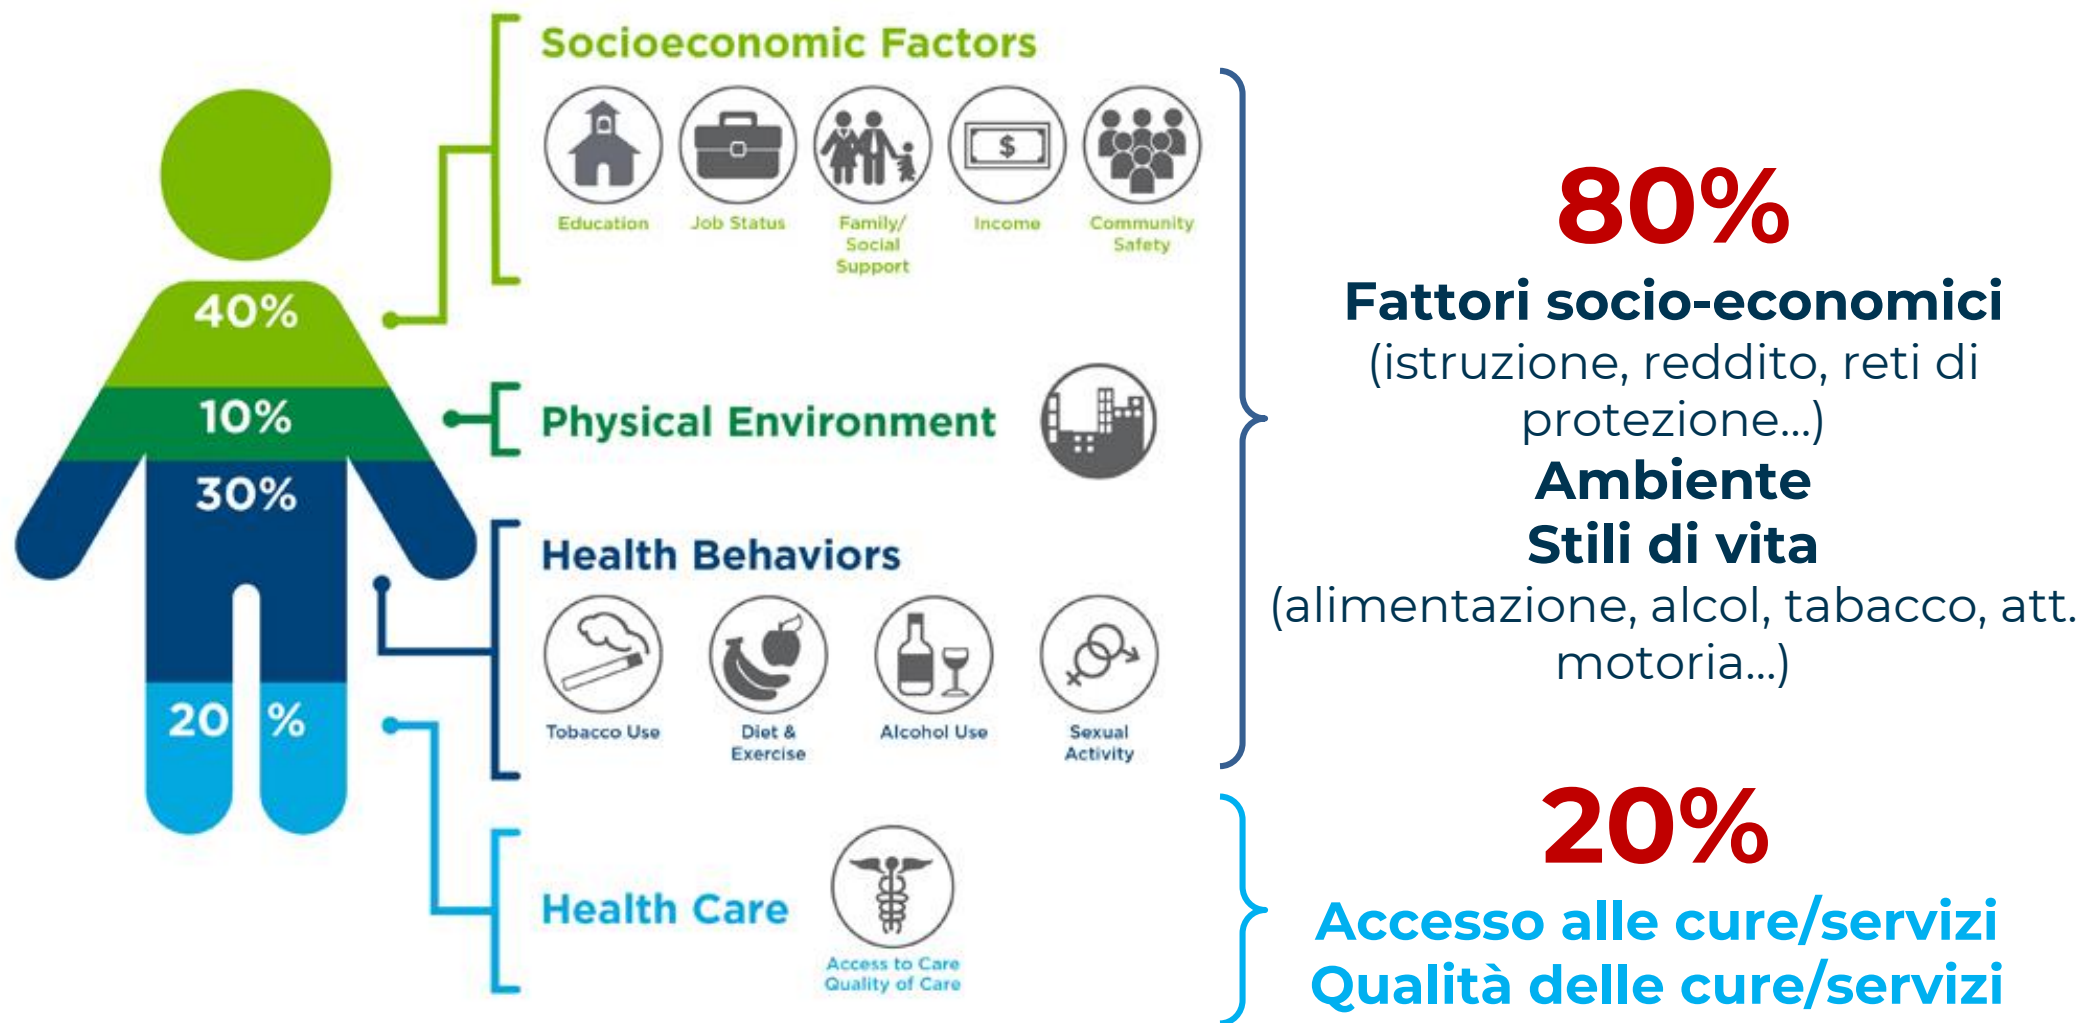 Socioeconomic Factors
$
Education
Job Status
Family/
Social
Support
Income
Community
Safety
40%
10%
Physical Environment
30%
Health Behaviors
Tobacco Use
Diet &
Exercise
Alcohol Use
Sexual
Activity
20 %
Health Care
Access to Care
Quality of Care
80%
Fattori socio-economici
(istruzione, reddito, reti di
protezione...)
Ambiente
Stili di vita
(alimentazione, alcol, tabacco, att.
motoria...)
20%
Accesso alle cure/servizi
Qualità delle cure/servizi